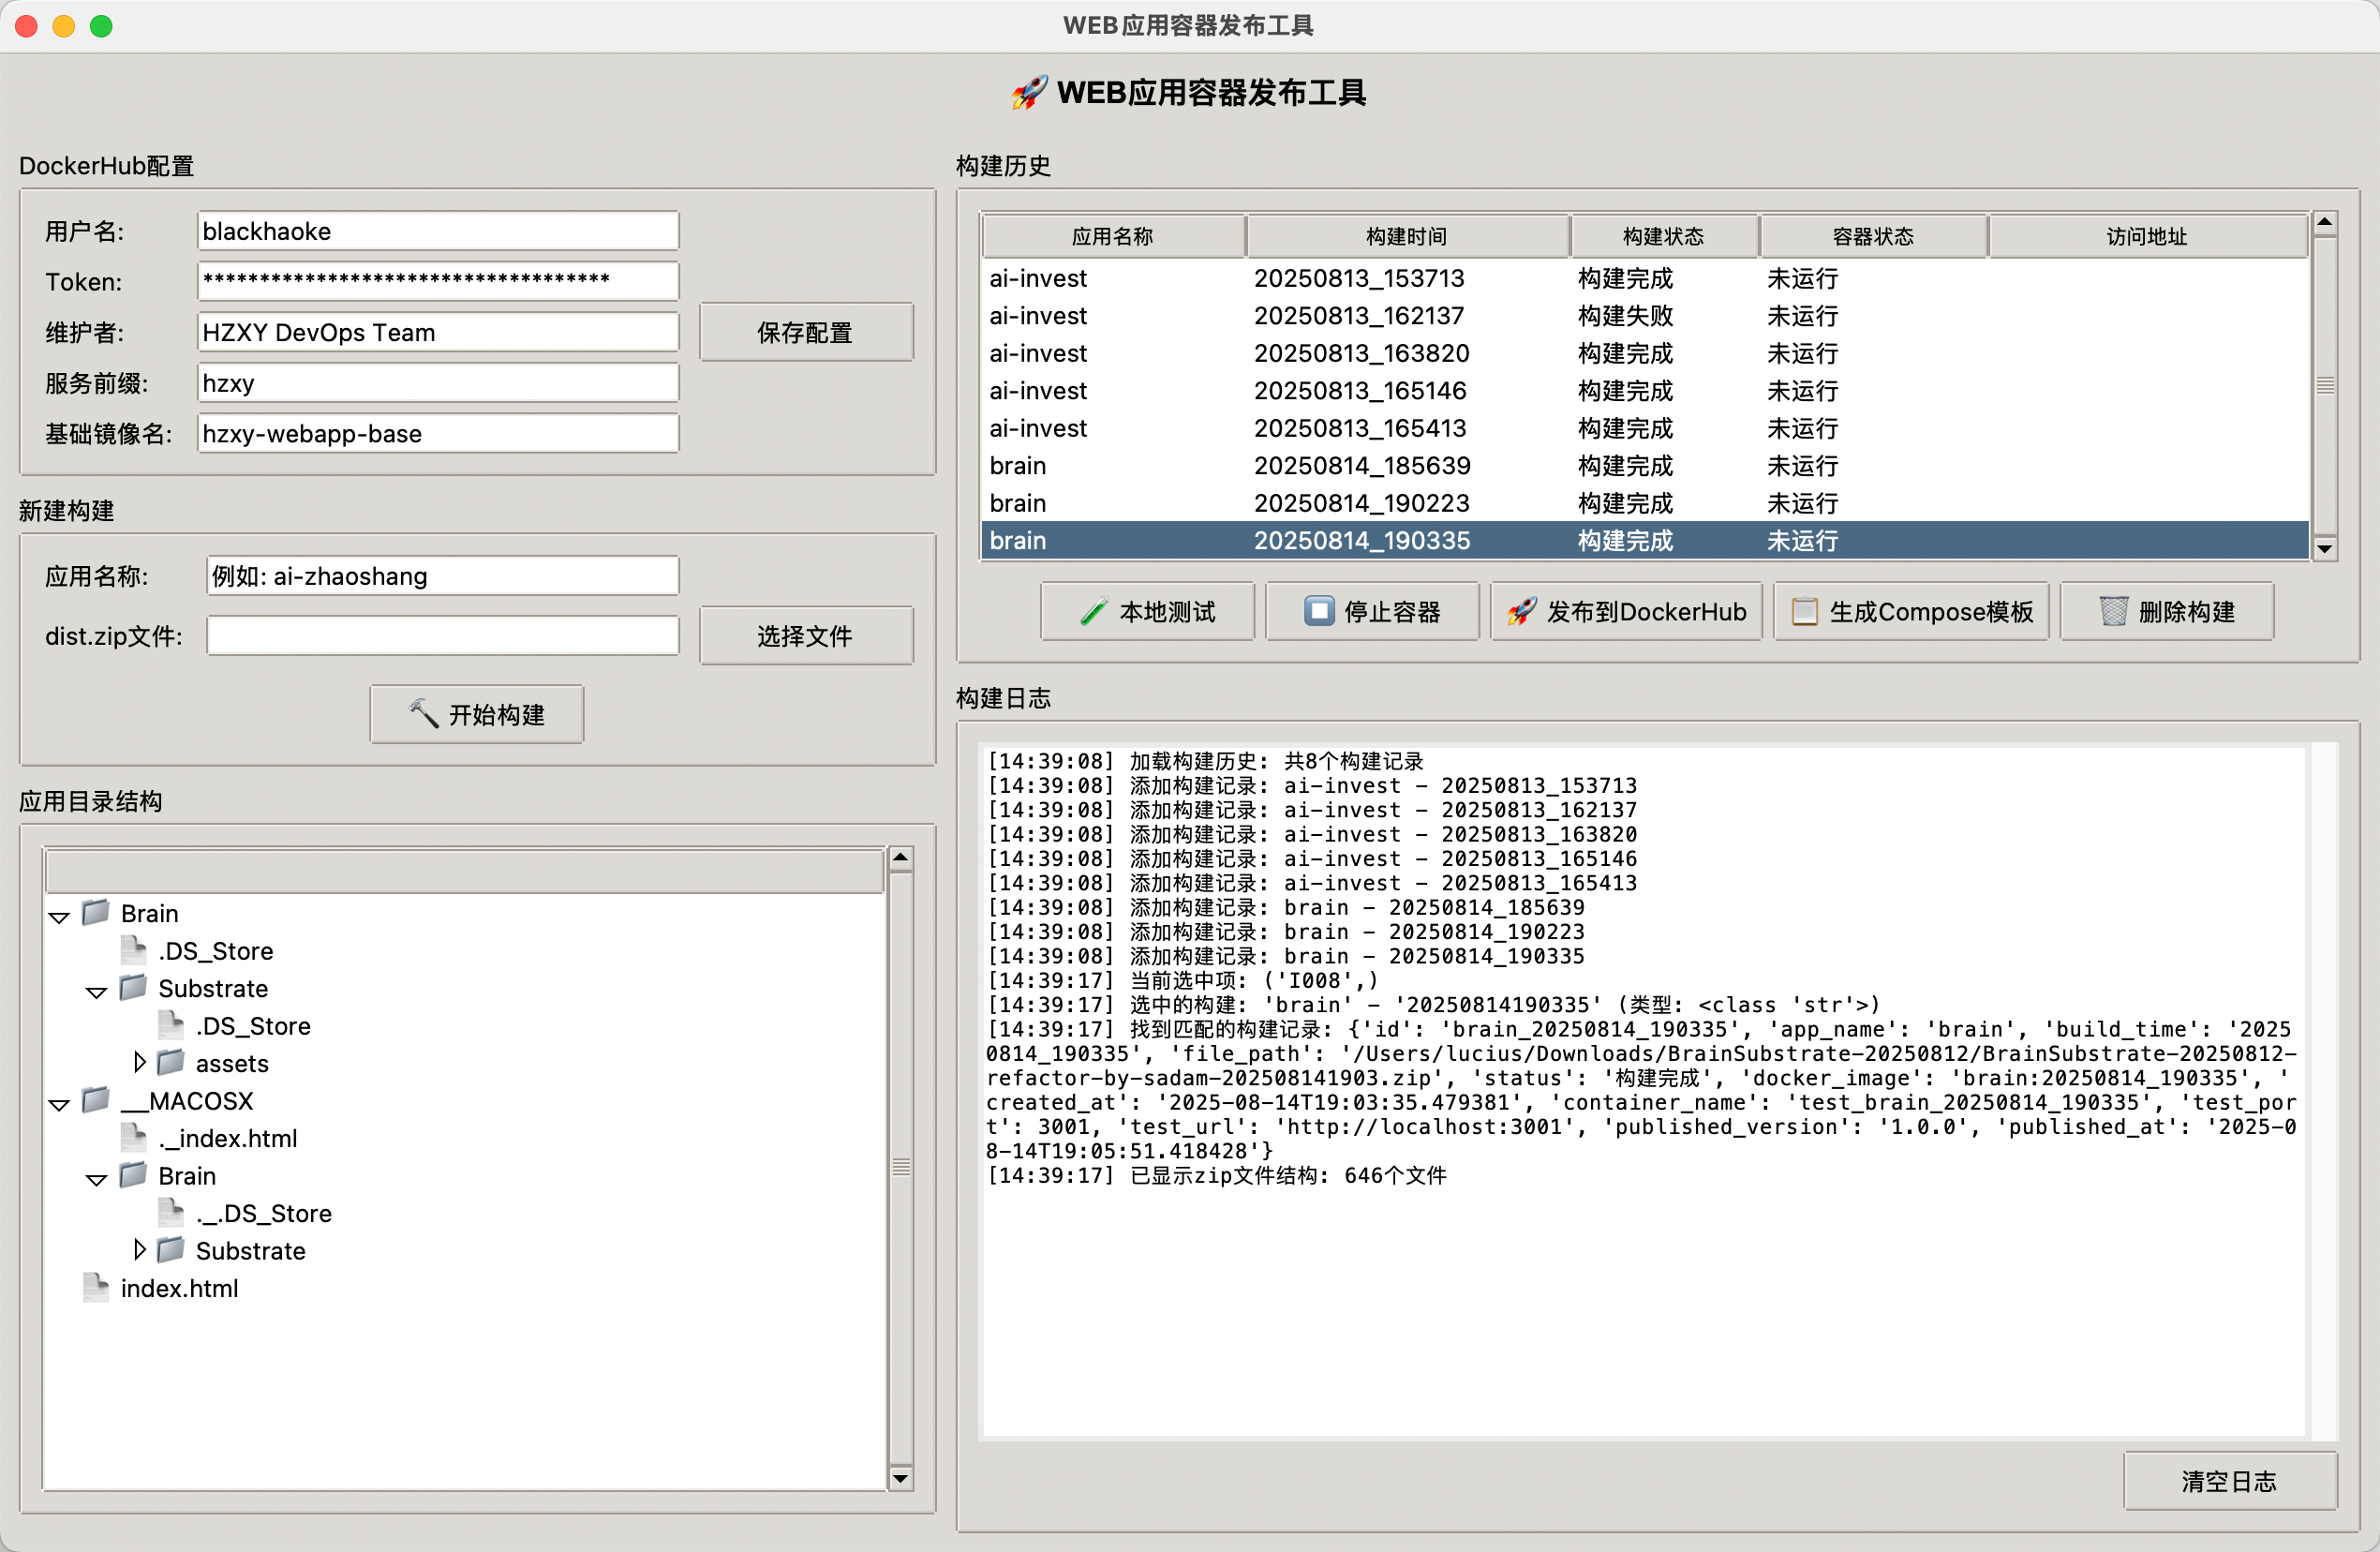 WEB应用容器发布工具
🚀 WEB应用容器发布工具
DockerHub配置
用户名: blackhaoke
Token: ************************************
维护者: HZXY DevOps Team
保存配置
服务前缀: hzxy
基础镜像名: hzxy-webapp-base
新建构建
应用名称: 例如: ai-zhaoshang
dist.zip文件:
选择文件
🔨 开始构建
应用目录结构
Brain
.DS_Store
Substrate
.DS_Store
assets
__MACOSX
._index.html
Brain
._.DS_Store
Substrate
index.html
构建历史
应用名称 构建时间 构建状态 容器状态 访问地址
ai-invest 20250813_153713 构建完成 未运行
ai-invest 20250813_162137 构建失败 未运行
ai-invest 20250813_163820 构建完成 未运行
ai-invest 20250813_165146 构建完成 未运行
ai-invest 20250813_165413 构建完成 未运行
brain 20250814_185639 构建完成 未运行
brain 20250814_190223 构建完成 未运行
brain 20250814_190335 构建完成 未运行
🧪 本地测试 ⏹️ 停止容器 🚀 发布到DockerHub 📋 生成Compose模板 🗑️ 删除构建
构建日志
[14:39:08] 加载构建历史: 共8个构建记录
[14:39:08] 添加构建记录: ai-invest - 20250813_153713
[14:39:08] 添加构建记录: ai-invest - 20250813_162137
[14:39:08] 添加构建记录: ai-invest - 20250813_163820
[14:39:08] 添加构建记录: ai-invest - 20250813_165146
[14:39:08] 添加构建记录: ai-invest - 20250813_165413
[14:39:08] 添加构建记录: brain - 20250814_185639
[14:39:08] 添加构建记录: brain - 20250814_190223
[14:39:08] 添加构建记录: brain - 20250814_190335
[14:39:17] 当前选中项: ('I008',)
[14:39:17] 选中的构建: 'brain' - '20250814190335' (类型: <class 'str'>)
[14:39:17] 找到匹配的构建记录: {'id': 'brain_20250814_190335', 'app_name': 'brain', 'build_time': '2025
0814_190335', 'file_path': '/Users/lucius/Downloads/BrainSubstrate-20250812/BrainSubstrate-20250812-
refactor-by-sadam-202508141903.zip', 'status': '构建完成', 'docker_image': 'brain:20250814_190335', '
created_at': '2025-08-14T19:03:35.479381', 'container_name': 'test_brain_20250814_190335', 'test_por
t': 3001, 'test_url': 'http://localhost:3001', 'published_version': '1.0.0', 'published_at': '2025-0
8-14T19:05:51.418428'}
[14:39:17] 已显示zip文件结构: 646个文件
清空日志